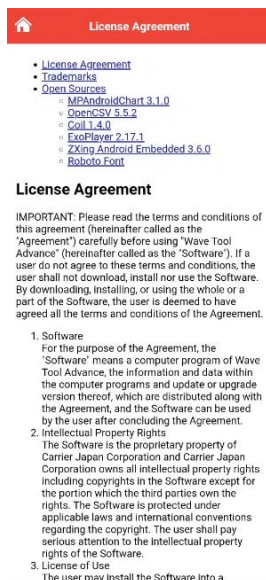 License Agreement
License Agreement
Trademarks
Open Sources
MPAndroidChart 3.1.0
OpenCSV 5.5.2
Coil 1.4.0
ExoPlayer 2.17.1
ZXing Android Embedded 3.6.0
Roboto Font
License Agreement
IMPORTANT: Please read the terms and conditions of
this agreement (hereinafter called as the
"Agreement") carefully before using "Wave Tool
Advance" (hereinafter called as the "Software"). If a
user do not agree to these terms and conditions, the
user shall not download, install nor use the Software.
By downloading, installing, or using the whole or a
part of the Software, the user is deemed to have
agreed all the terms and conditions of the Agreement.
1. Software
For the purpose of the Agreement, the
"Software" means a computer program of Wave
Tool Advance, the information and data within
the computer programs and update or upgrade
version thereof, which are distributed along with
the Agreement, and the Software can be used
by the user after concluding the Agreement.
2. Intellectual Property Rights
The Software is the proprietary property of
Carrier Japan Corporation and Carrier Japan
Corporation owns all intellectual property rights
including copyrights in the Software except for
the portion which the third parties own the
rights. The Software is protected under
applicable laws and international conventions
regarding the copyright. The user shall pay
serious attention to the intellectual property
rights of the Software.
3. License of Use
The user may install the Software into a